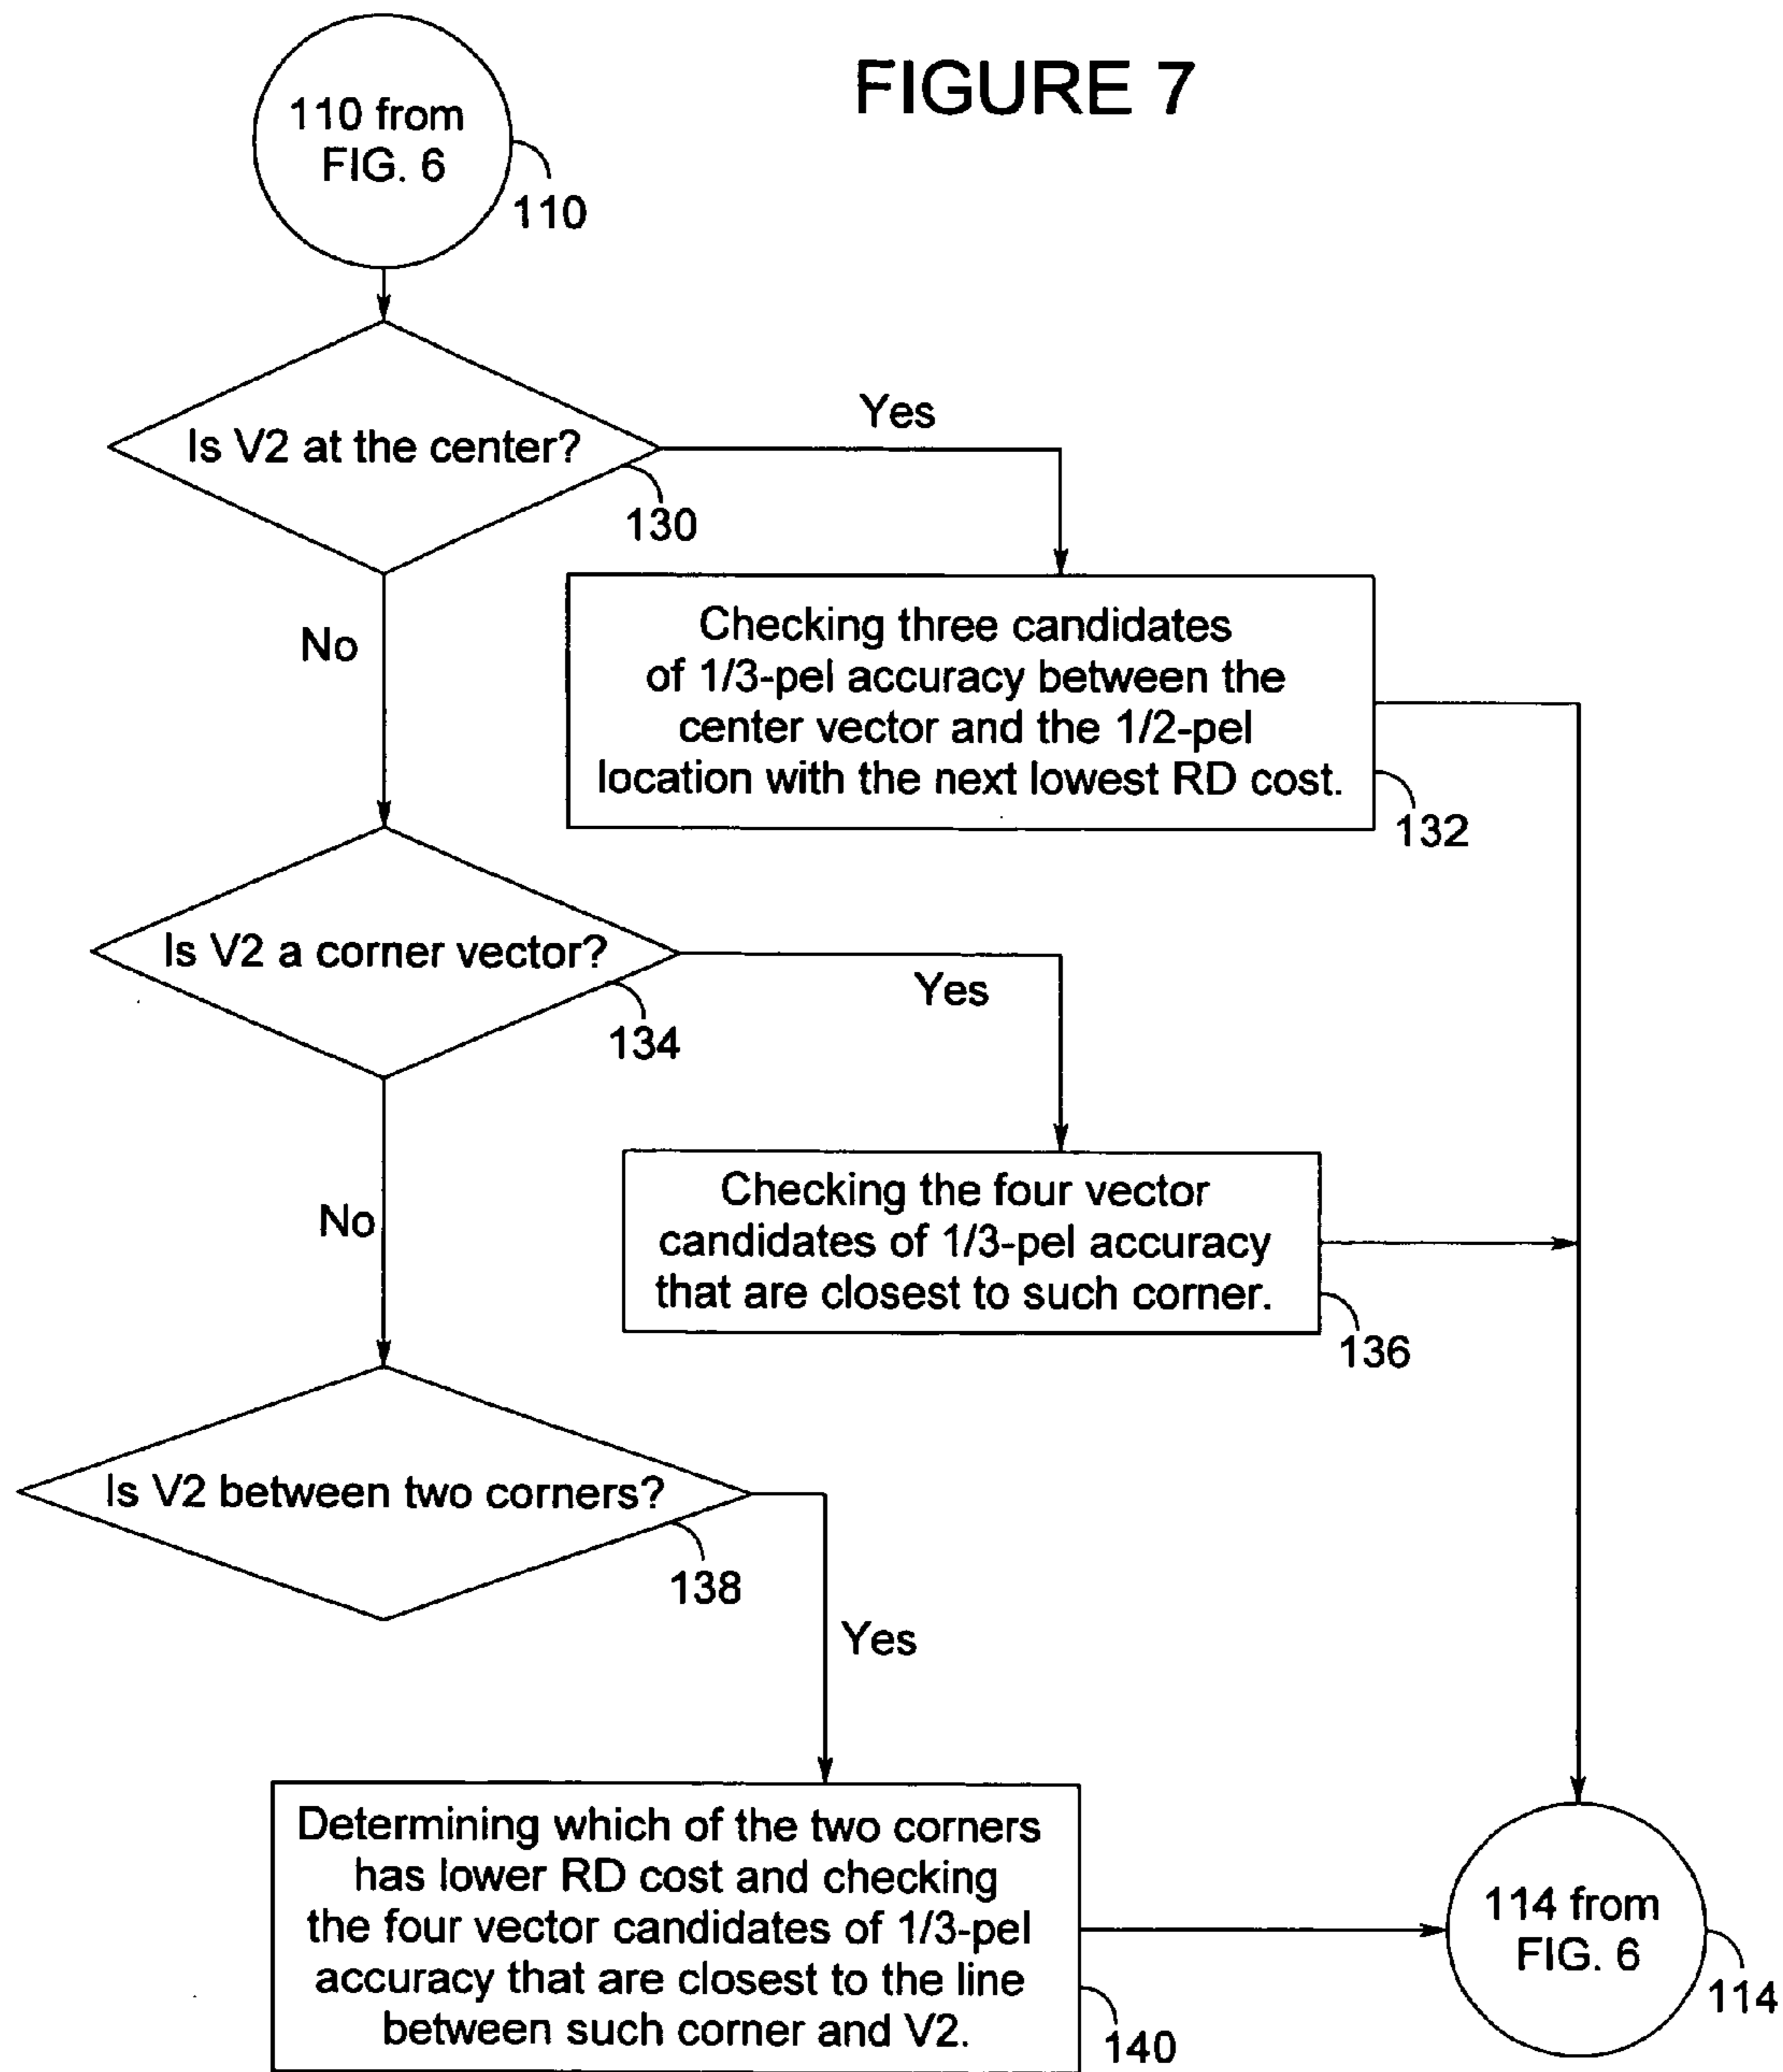 FIGURE 7
110 from
FIG. 6
110
Is V2 at the center?
Yes
130
No
Checking three candidates
of 1/3-pel accuracy between the
center vector and the 1/2-pel
location with the next lowest RD cost.
132
Is V2 a corner vector?
Yes
134
No
Checking the four vector
candidates of 1/3-pel accuracy
that are closest to such corner.
136
Is V2 between two corners?
138
Yes
Determining which of the two corners
has lower RD cost and checking
the four vector candidates of 1/3-pel
accuracy that are closest to the line
between such corner and V2.
140
114 from
FIG. 6
114